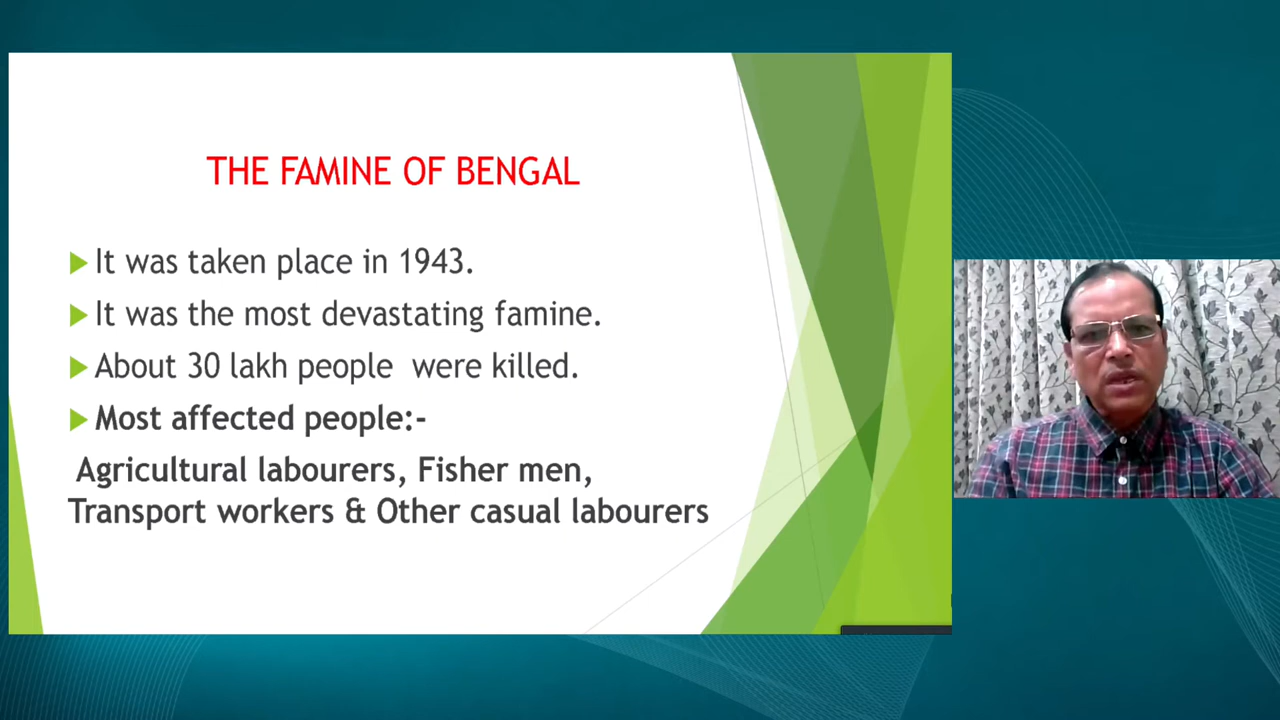 THE FAMINE OF BENGAL
It was taken place in 1943.
It was the most devastating famine.
About 30 lakh people were killed.
Most affected people:-
Agricultural labourers, Fisher men,
Transport workers & Other casual labourers